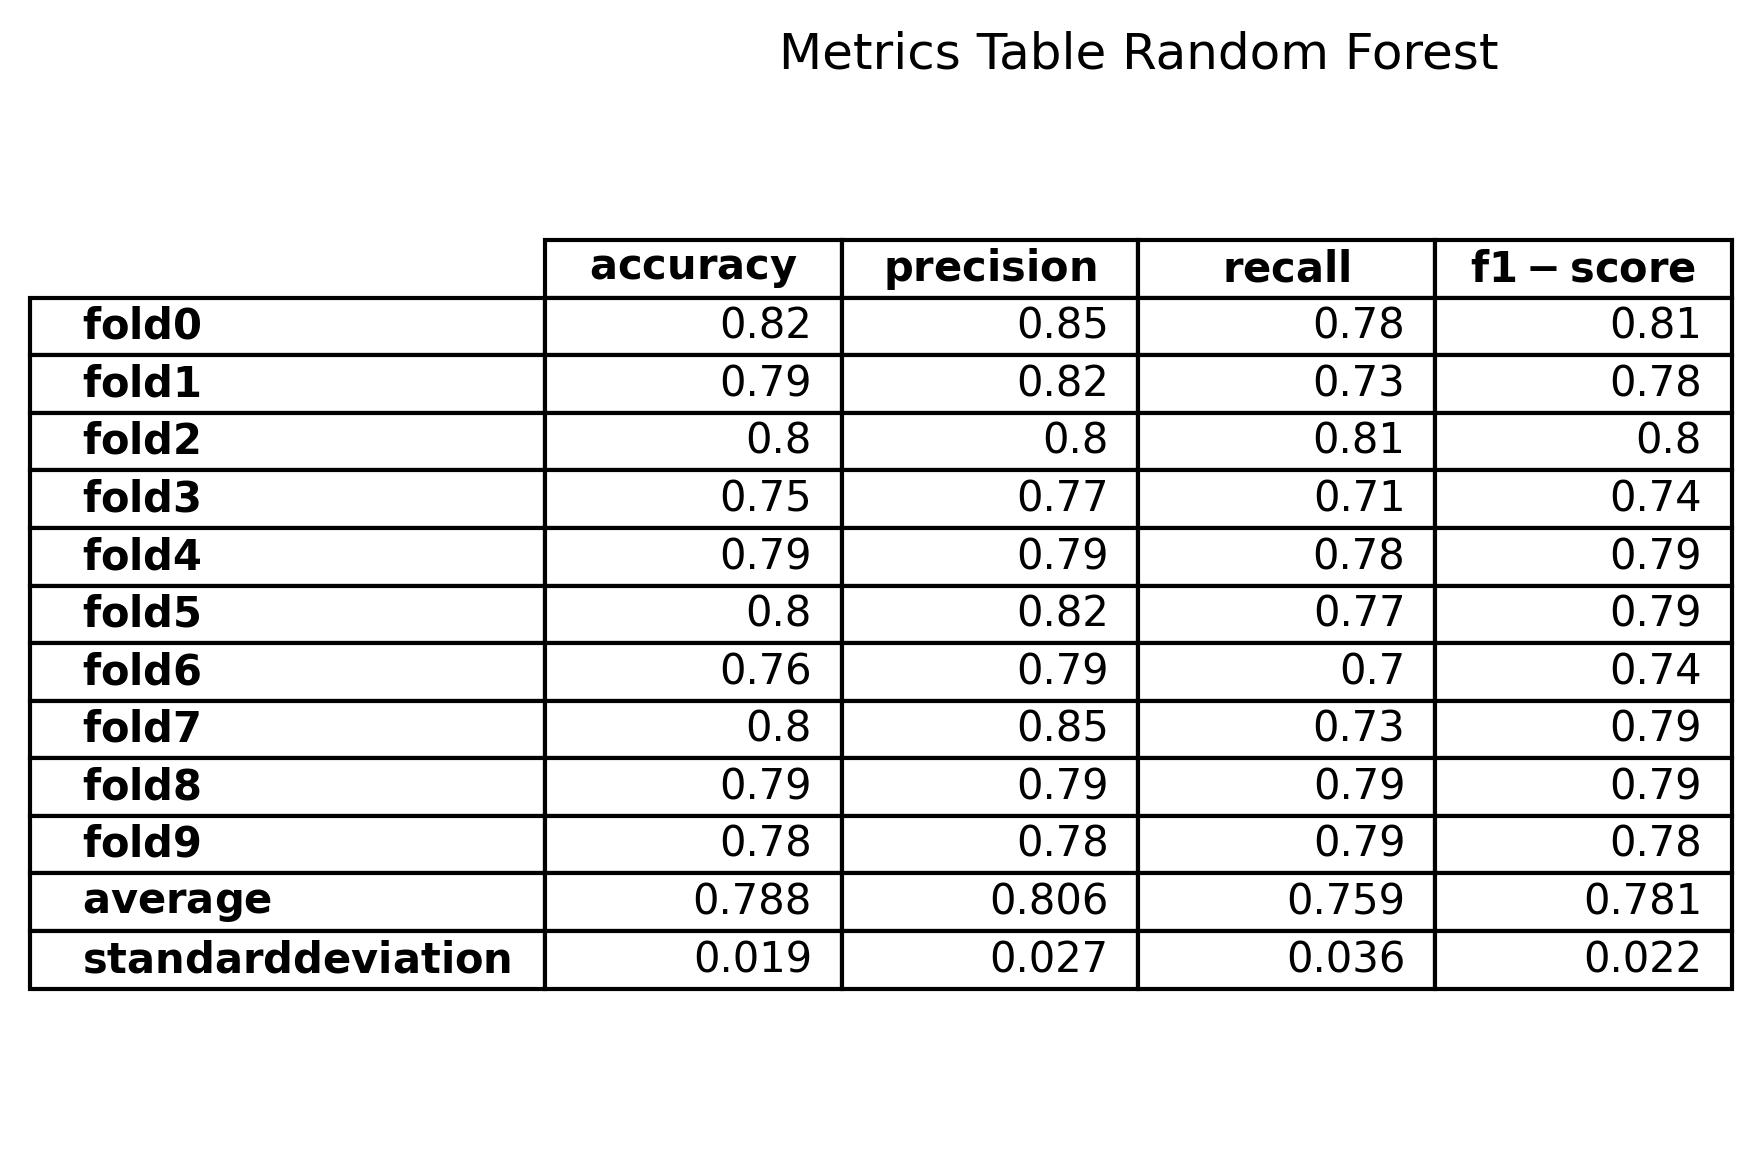 Metrics Table Random Forest
accuracy precision recall f1 − score
fold0 0.82 0.85 0.78 0.81
fold1 0.79 0.82 0.73 0.78
fold2 0.8 0.8 0.81 0.8
fold3 0.75 0.77 0.71 0.74
fold4 0.79 0.79 0.78 0.79
fold5 0.8 0.82 0.77 0.79
fold6 0.76 0.79 0.7 0.74
fold7 0.8 0.85 0.73 0.79
fold8 0.79 0.79 0.79 0.79
fold9 0.78 0.78 0.79 0.78
average 0.788 0.806 0.759 0.781
standarddeviation 0.019 0.027 0.036 0.022